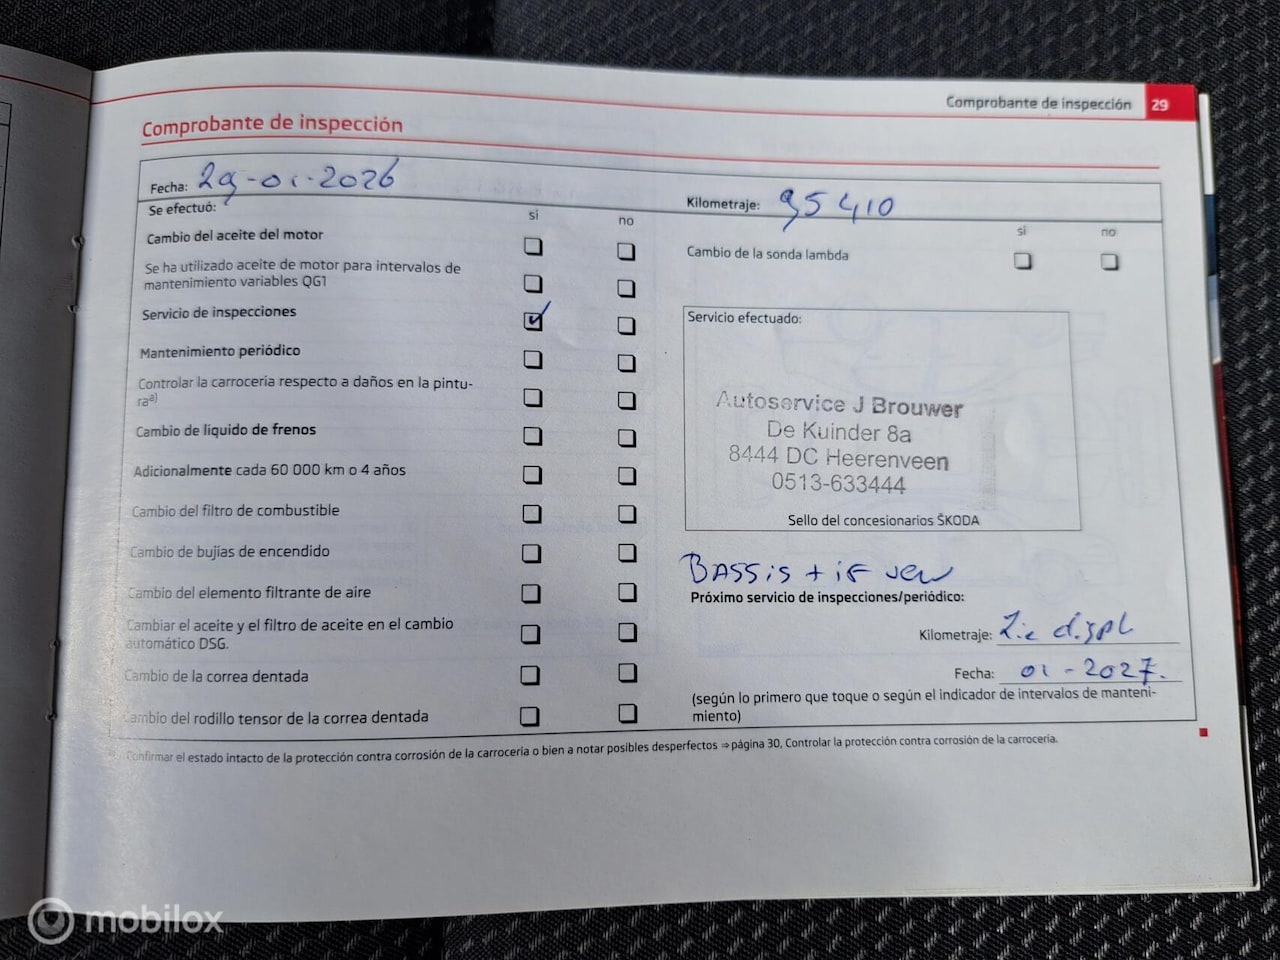 Comprobante de inspección 29
Comprobante de inspección
Fecha: 29-01-2026
Kilometraje: 95 410
Se efectuó:
sí no
sí no
Cambio del aceite del motor
Cambio de la sonda lambda
Se ha utilizado aceite de motor para intervalos de
mantenimiento variables QG1
Servicio de inspecciones
Mantenimiento periódico
Controlar la carrocería respecto a daños en la pintu-
ra a)
Cambio de líquido de frenos
Adicionalmente cada 60 000 km o 4 años
Cambio del filtro de combustible
Cambio de bujías de encendido
Cambio del elemento filtrante de aire
Cambiar el aceite y el filtro de aceite en el cambio
automático DSG.
Cambio de la correa dentada
Cambio del rodillo tensor de la correa dentada
Servicio efectuado:
Autoservice J Brouwer
De Kuinder 8a
8444 DC Heerenveen
0513-633444
Sello del concesionarios ŠKODA
BASSis +
Próximo servicio de inspecciones/periódico:
Kilometraje: Zie displ
Fecha: 01-2027.
(según lo primero que toque o según el indicador de intervalos de manteni-
miento)
Confirmar el estado intacto de la protección contra corrosión de la carrocería o bien a notar posibles desperfectos ⇒ página 30, Controlar la protección contra corrosión de la carrocería.
mobilox